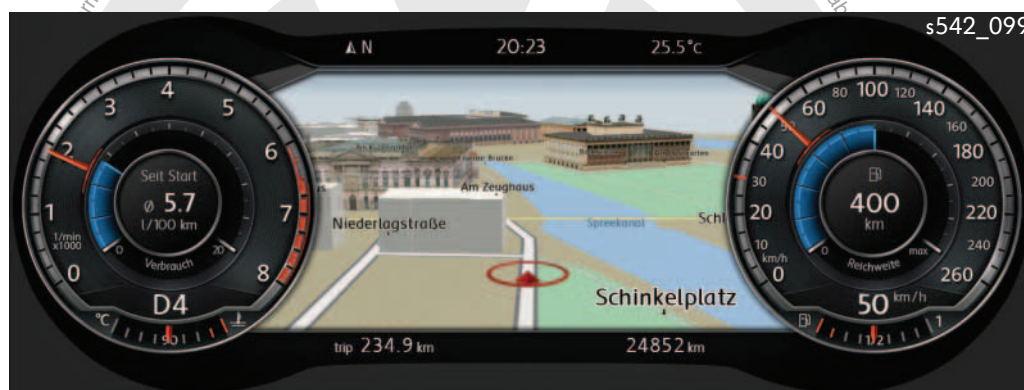 s542_099
N 20:23 25.5°C
0 1 2 3 4 5 6 7 8
1/min
x1000
Seit Start
ø 5.7
l/100 km
0 20
Verbrauch
D4
°C
90
Am Zeughaus
Niederlagstraße
Spreekanal
Schl
Schinkelplatz
0 10 20 30 40 50 60 80 100 120 140 160 180 200 220 240 260
km/h
400
km
0 max
Reichweite
50 km/h
1/2 1
trip 234.9 km
24852 km